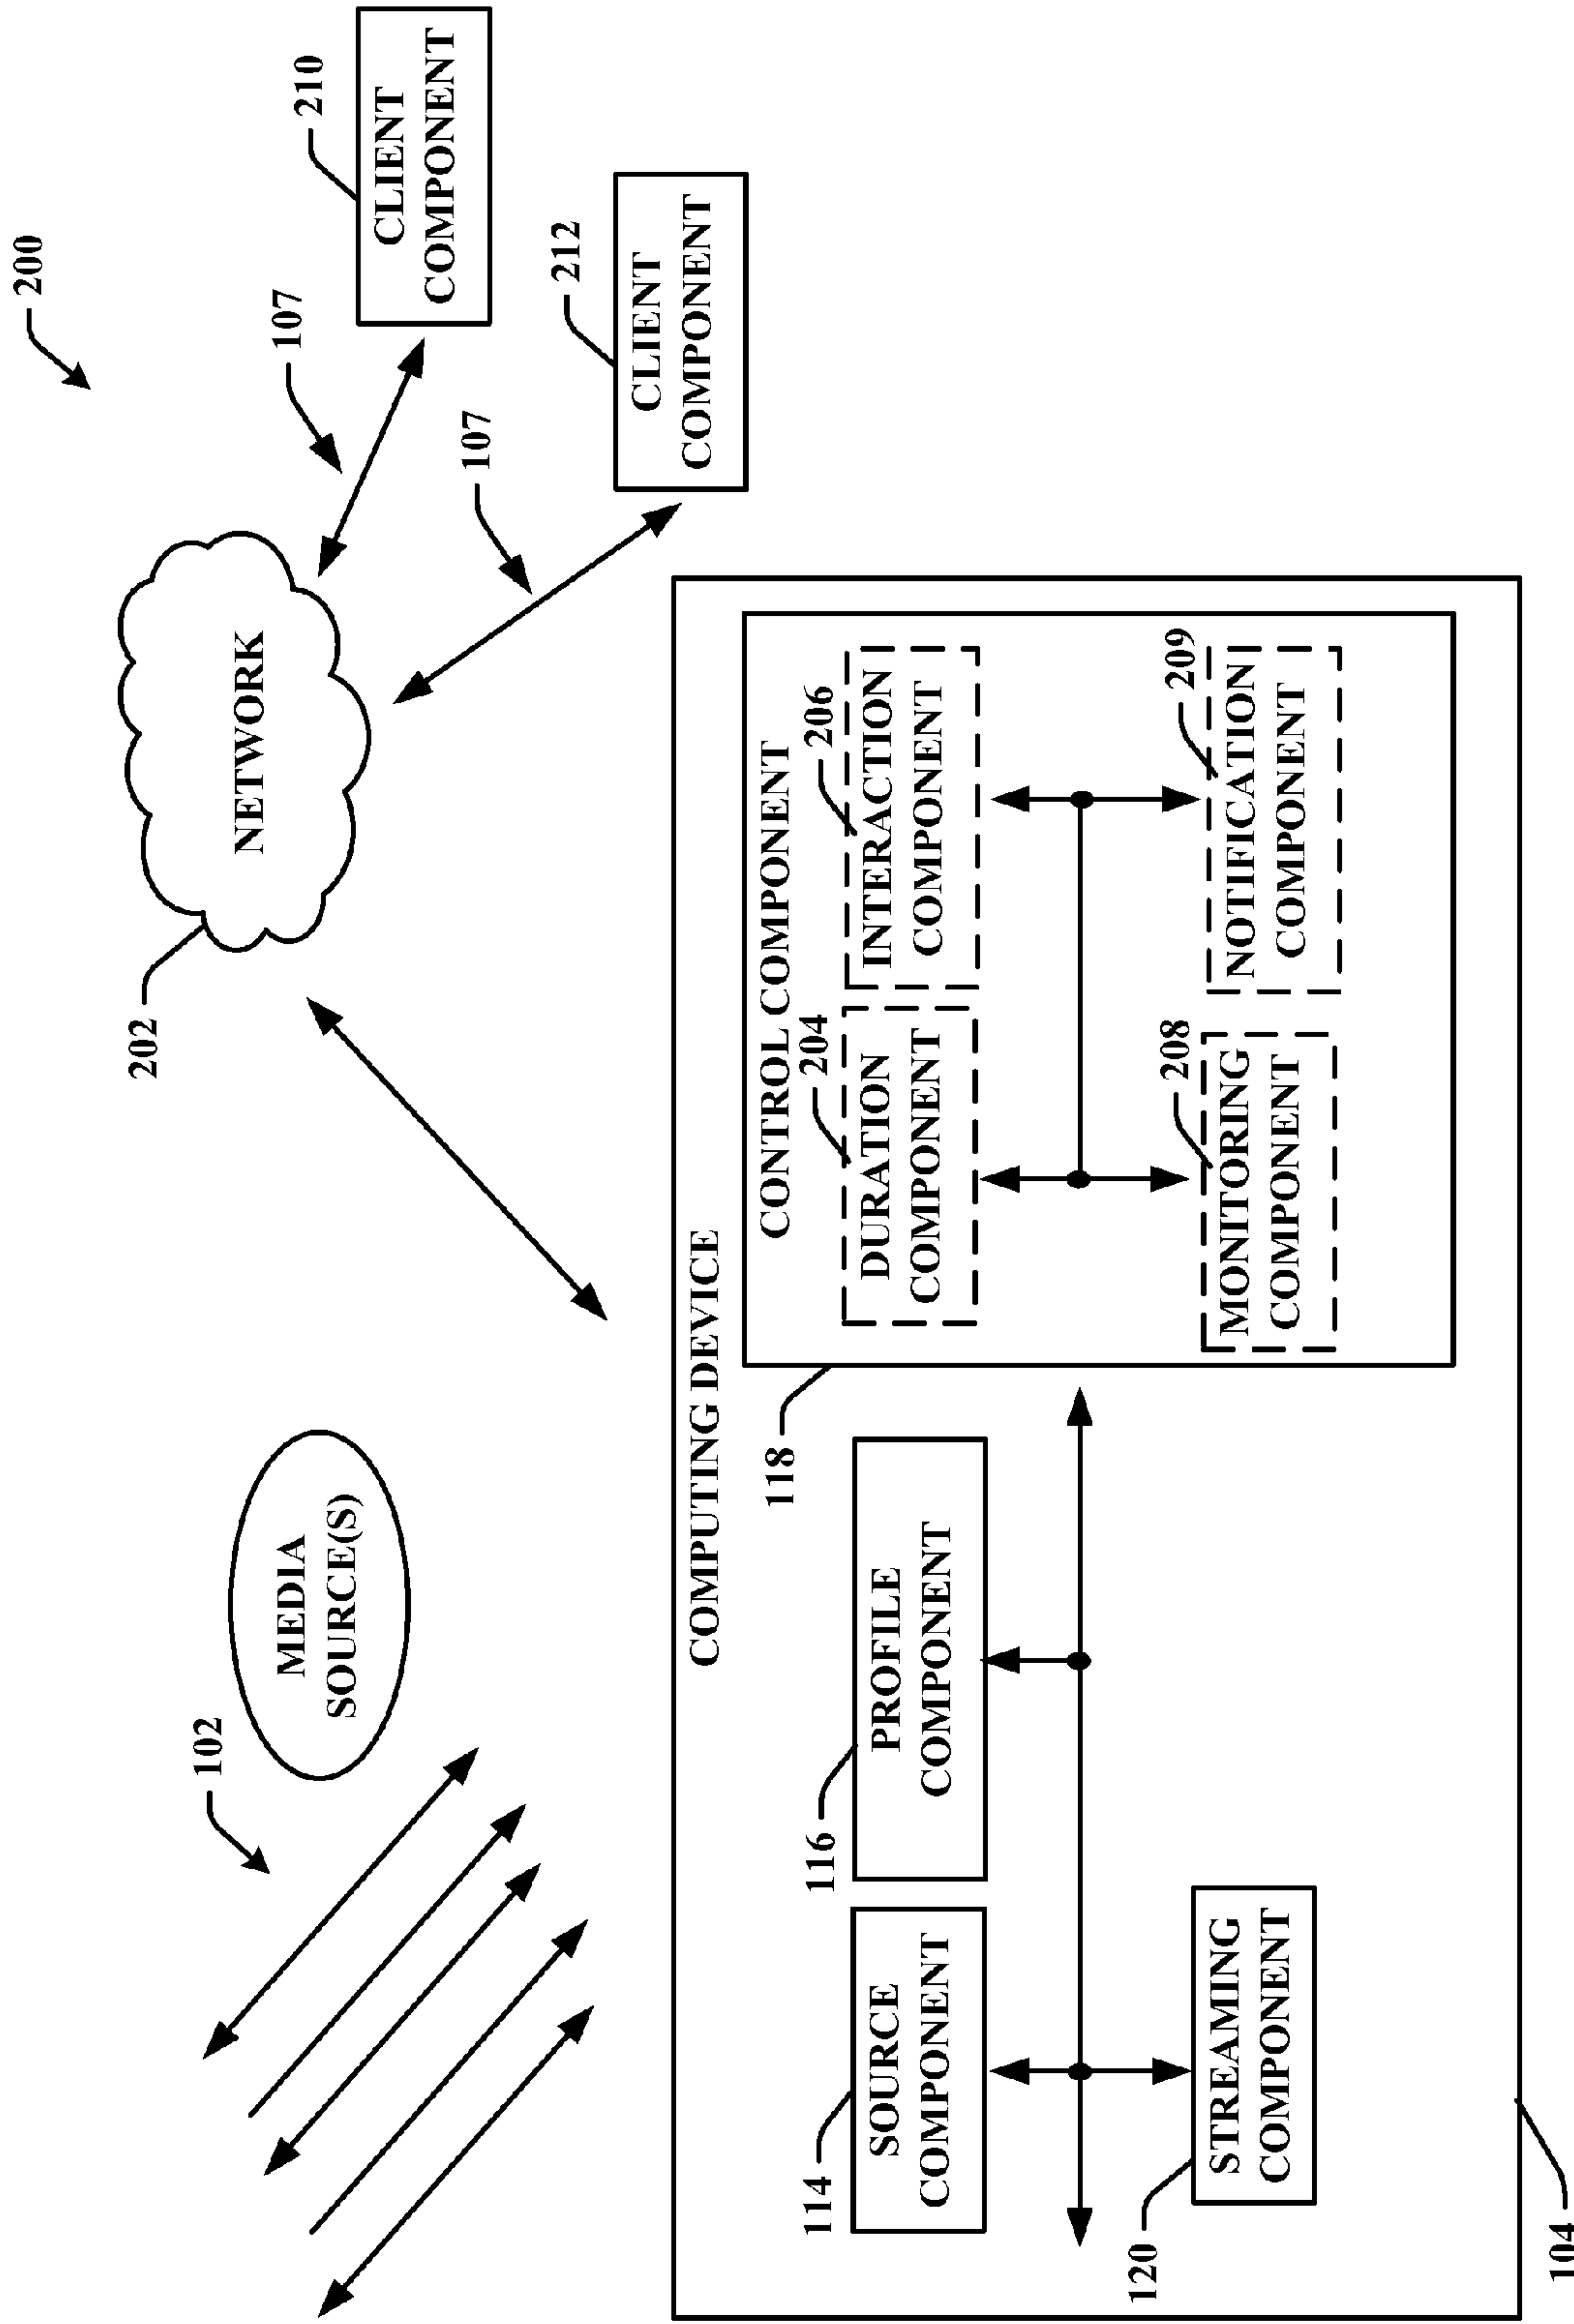 200
MEDIA
SOURCE(S)
102
NETWORK
202
107
107
CLIENT
COMPONENT
210
CLIENT
COMPONENT
212
COMPUTING DEVICE
SOURCE
COMPONENT
114
PROFILE
COMPONENT
116
STREAMING
COMPONENT
120
118
CONTROL COMPONENT
DURATION
COMPONENT
204
INTERACTION
COMPONENT
206
MONITORING
COMPONENT
208
NOTIFICATION
COMPONENT
209
104